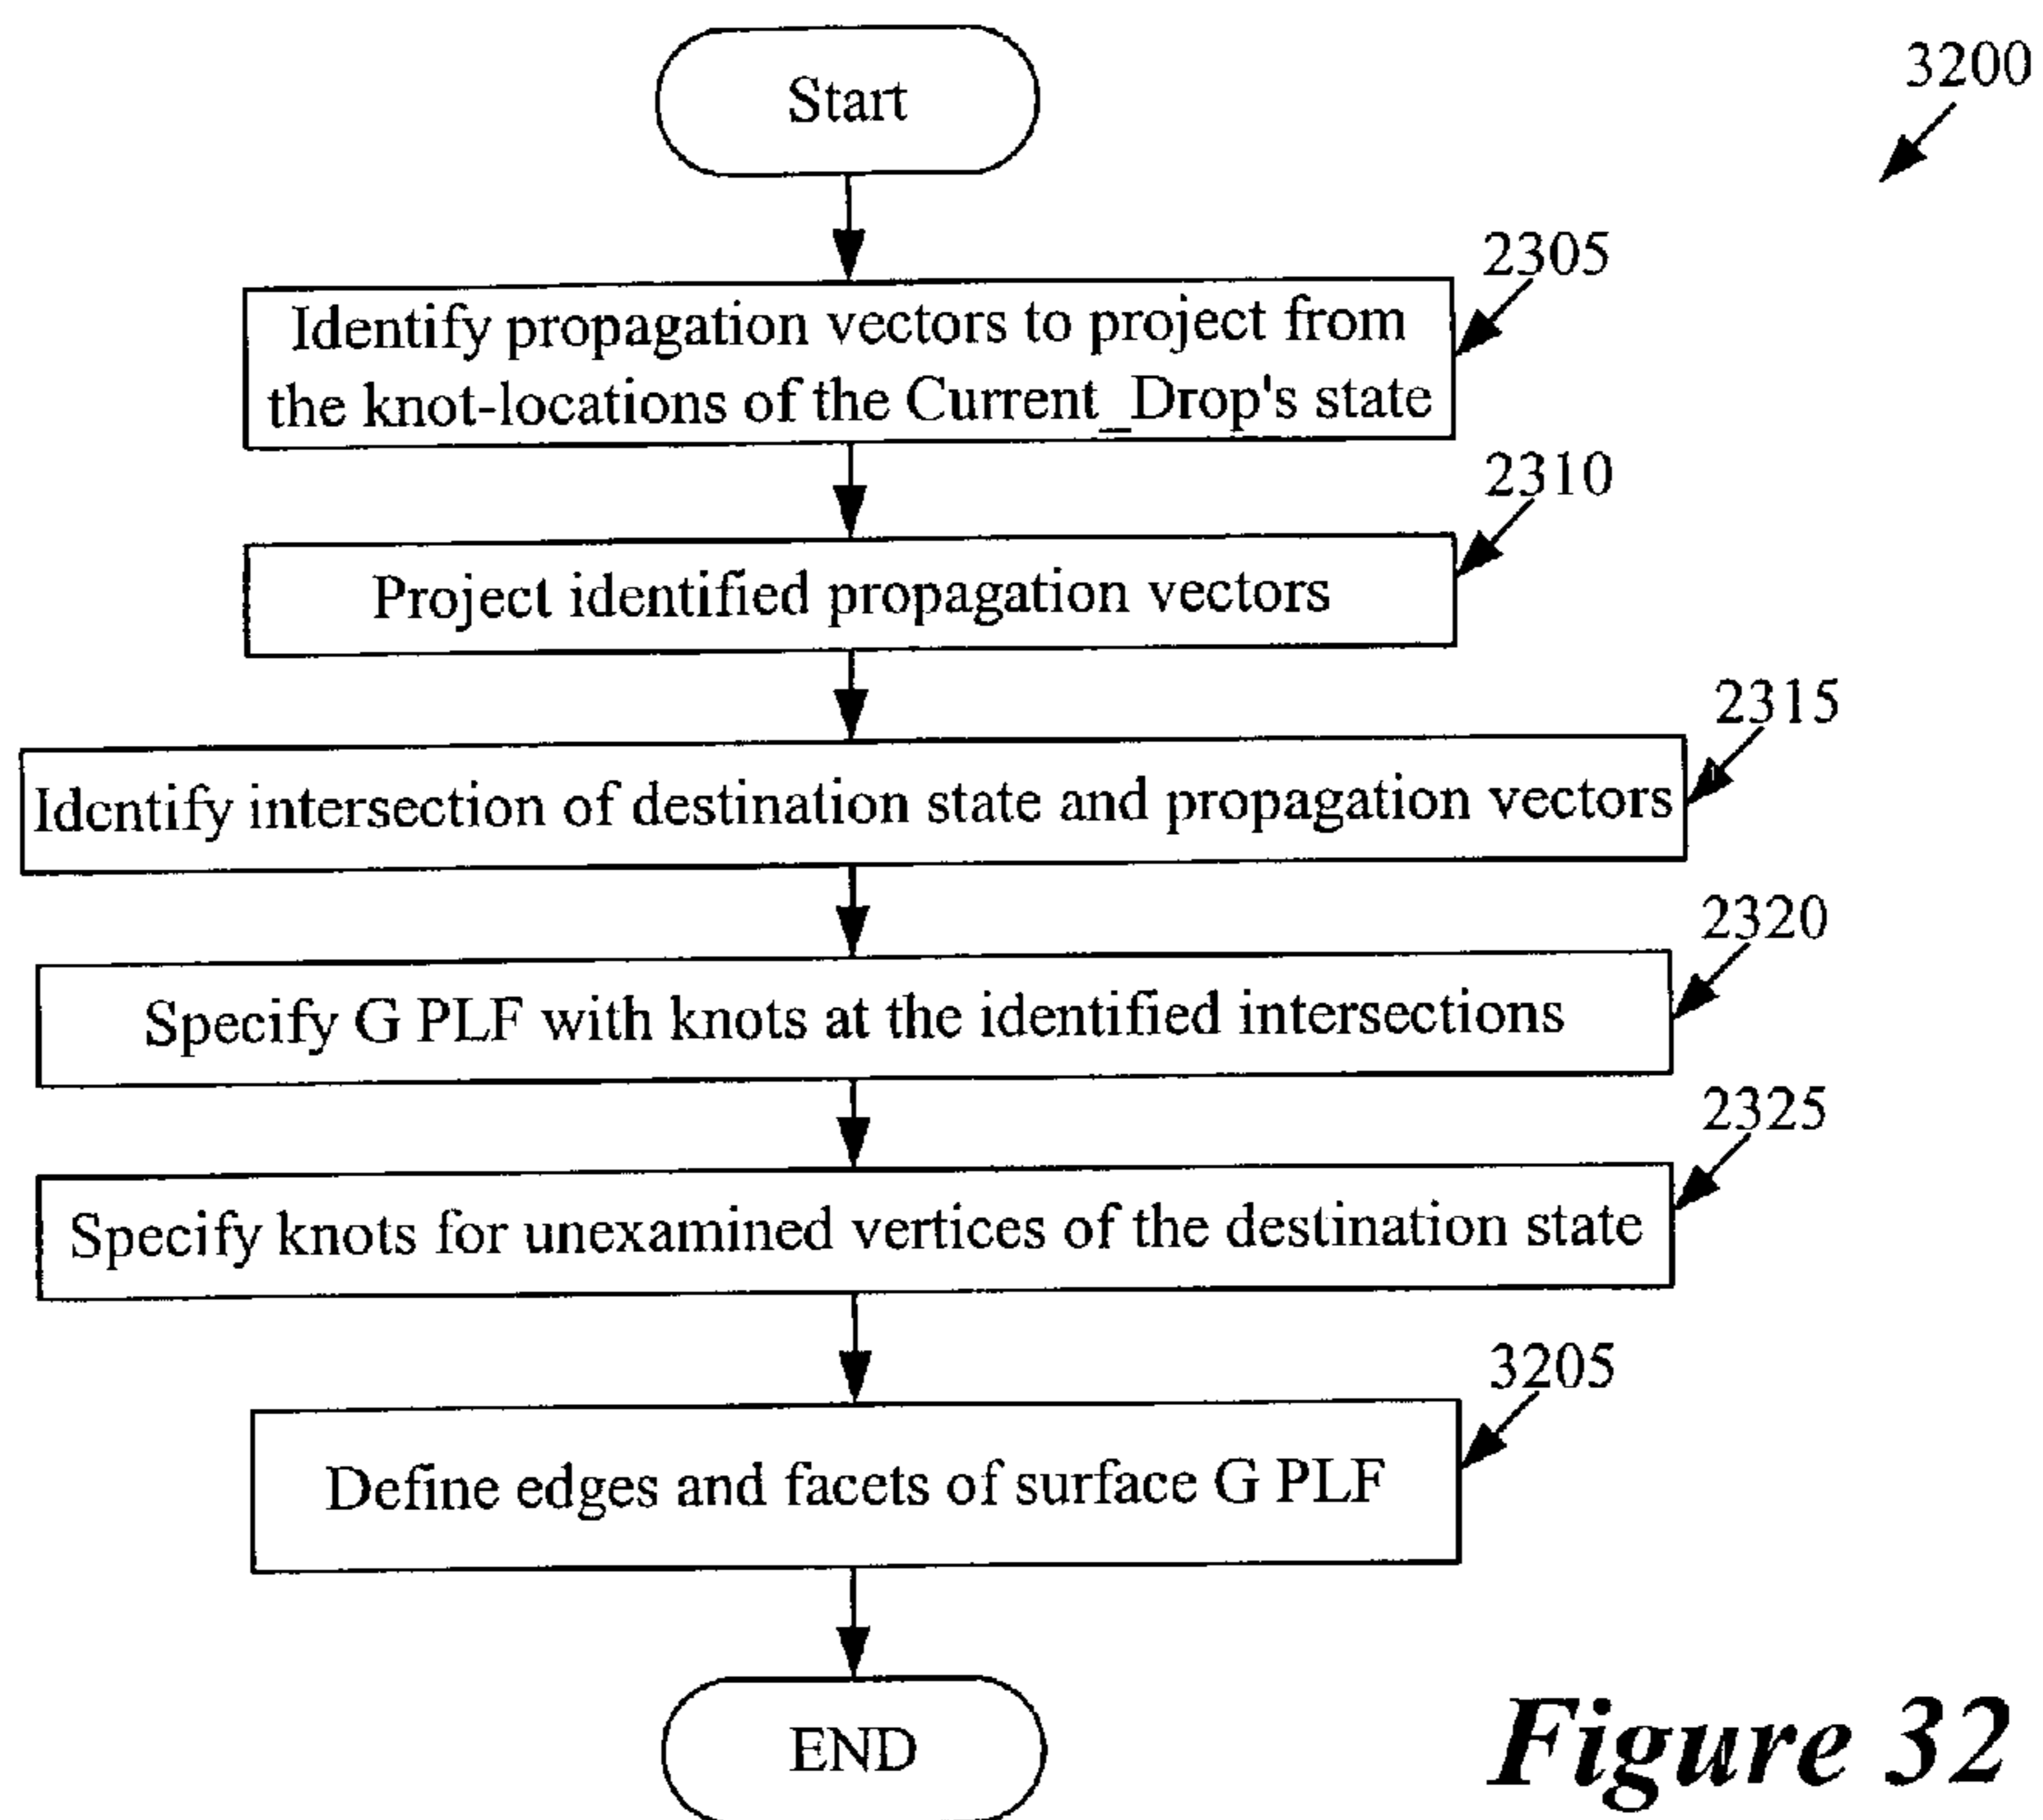 Start
3200
2305
Identify propagation vectors to project from
the knot-locations of the Current_Drop's state
2310
Project identified propagation vectors
2315
Identify intersection of destination state and propagation vectors
2320
Specify G PLF with knots at the identified intersections
2325
Specify knots for unexamined vertices of the destination state
3205
Define edges and facets of surface G PLF
END
Figure 32